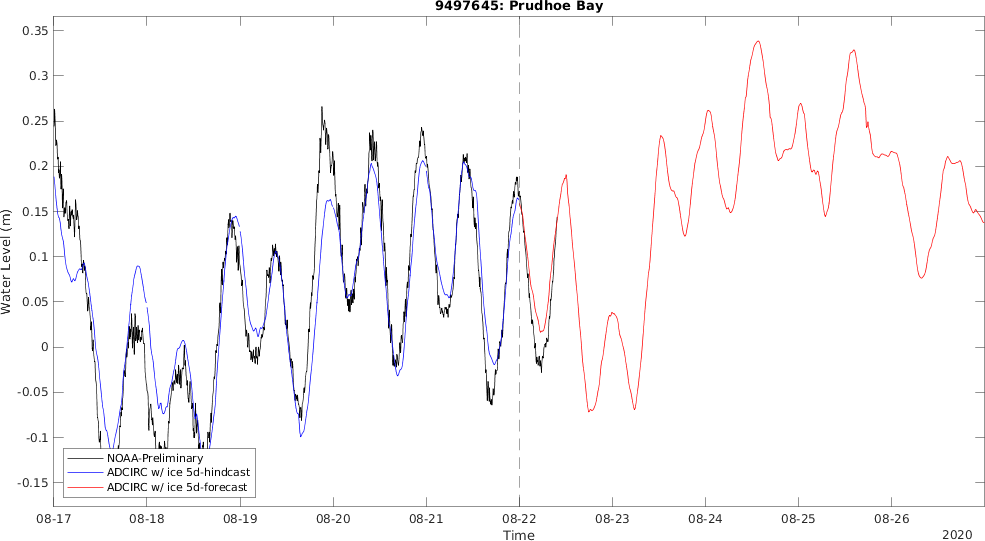 9497645: Prudhoe Bay
0.35
0.3
0.25
0.2
0.15
0.1
0.05
0
-0.05
-0.1
-0.15
Water Level (m)
NOAA-Preliminary
ADCIRC w/ ice 5d-hindcast
ADCIRC w/ ice 5d-forecast
08-17 08-18 08-19 08-20 08-21 08-22 08-23 08-24 08-25 08-26
Time
2020